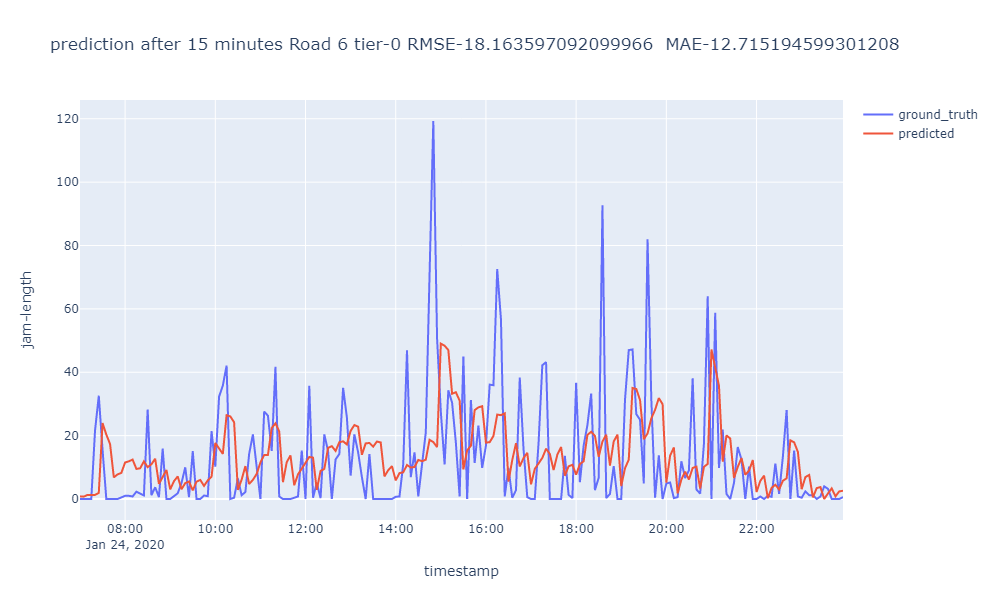 prediction after 15 minutes Road 6 tier-0 RMSE-18.163597092099966  MAE-12.715194599301208
ground_truth
predicted
120
100
80
60
40
20
0
jam-length
08:00 10:00 12:00 14:00 16:00 18:00 20:00 22:00
Jan 24, 2020
timestamp